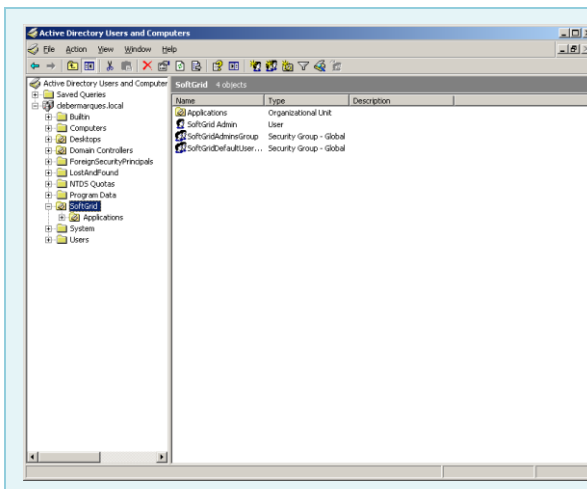 Active Directory Users and Computers
File Action View Window Help
Active Directory Users and Computer
Saved Queries
clebermarques.local
Builtin
Computers
Desktops
Domain Controllers
ForeignSecurityPrincipals
LostAndFound
NTDS Quotas
Program Data
SoftGrid
Applications
System
Users
SoftGrid 4 objects
Name Type Description
Applications Organizational Unit
SoftGrid Admin User
SoftGridAdminsGroup Security Group - Global
SoftGridDefaultUser... Security Group - Global